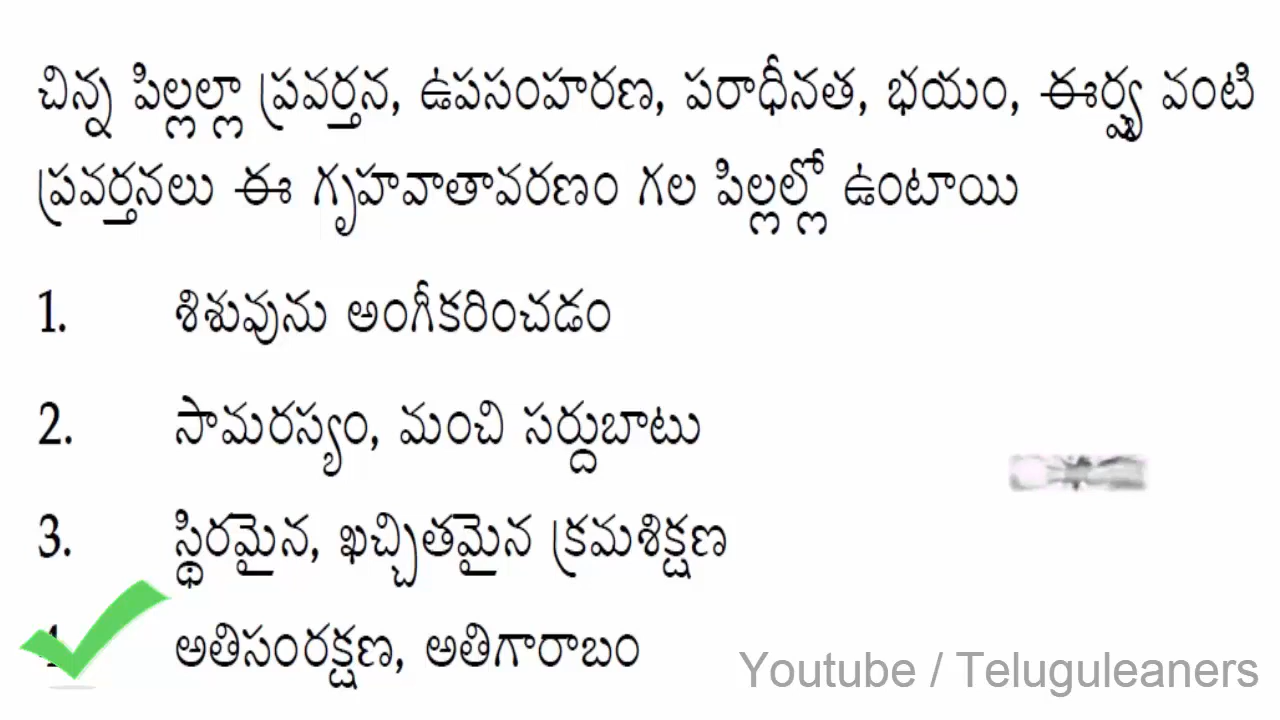 చిన్న పిల్లల్లా ప్రవర్తన, ఉపసంహరణ, పరాధీనత, భయం, ఈర్ష్య వంటి
ప్రవర్తనలు ఈ గృహవాతావరణం గల పిల్లల్లో ఉంటాయి
1. శిశువును అంగీకరించడం
2. సామరస్యం, మంచి సర్దుబాటు
3. స్థిరమైన, ఖచ్చితమైన క్రమశిక్షణ
4. అతిసంరక్షణ, అతిగారాబం
Youtube / Teluguleaners